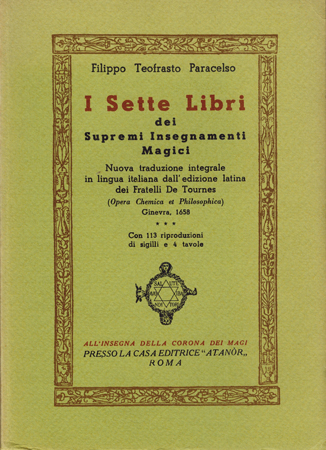 Filippo Teofrasto Paracelso
I Sette Libri
dei
Supremi Insegnamenti
Magici
Nuova traduzione integrale
in lingua italiana dall'edizione latina
dei Fratelli De Tournes
(Opera Chemica et Philosophica)
Ginevra, 1658
* * *
Con 113 riproduzioni
di sigilli e 4 tavole
ALL'INSEGNA DELLA CORONA DEI MAGI
PRESSO LA CASA EDITRICE "ATANÒR„
ROMA